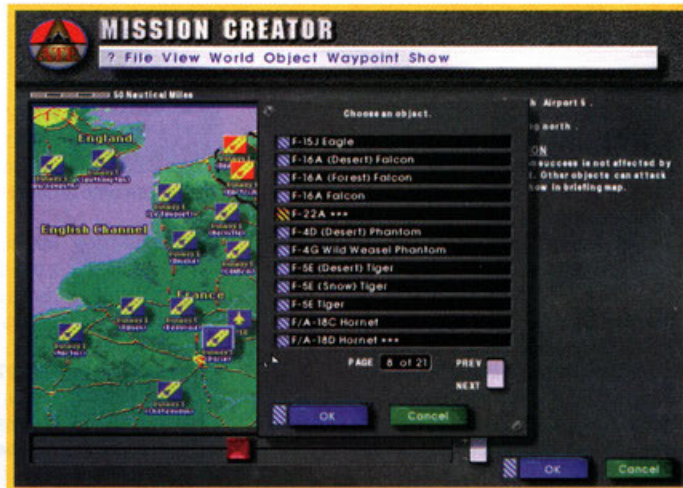 MISSION CREATOR
? File View World Object Waypoint Show
50 Nautical Miles
England
English Channel
France
Choose an object.
F-15J Eagle
F-16A (Desert) Falcon
F-16A (Forest) Falcon
F-16A Falcon
F-22A ***
F-4D (Desert) Phantom
F-4G Wild Weasel Phantom
F-5E (Desert) Tiger
F-5E (Snow) Tiger
F-5E Tiger
F/A-18C Hornet
F/A-18D Hornet ***
PAGE 8 of 21 PREV
NEXT
OK Cancel
h Airport 6 .
north .
ON
success is not affected by
. Other objects can attack
how in briefing map.
OK Cancel